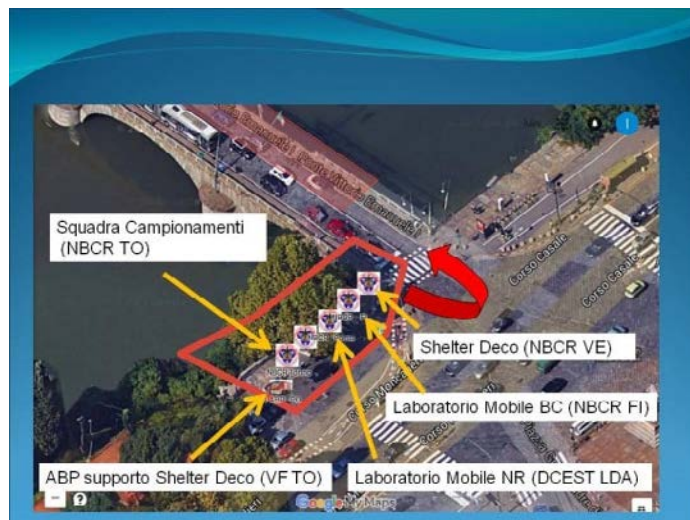 Corso Casale
Corso Casale
Squadra Campionamenti
(NBCR TO)
Shelter Deco (NBCR VE)
Laboratorio Mobile BC (NBCR FI)
ABP supporto Shelter Deco (VF TO)
Laboratorio Mobile NR (DCEST LDA)
Google My Maps